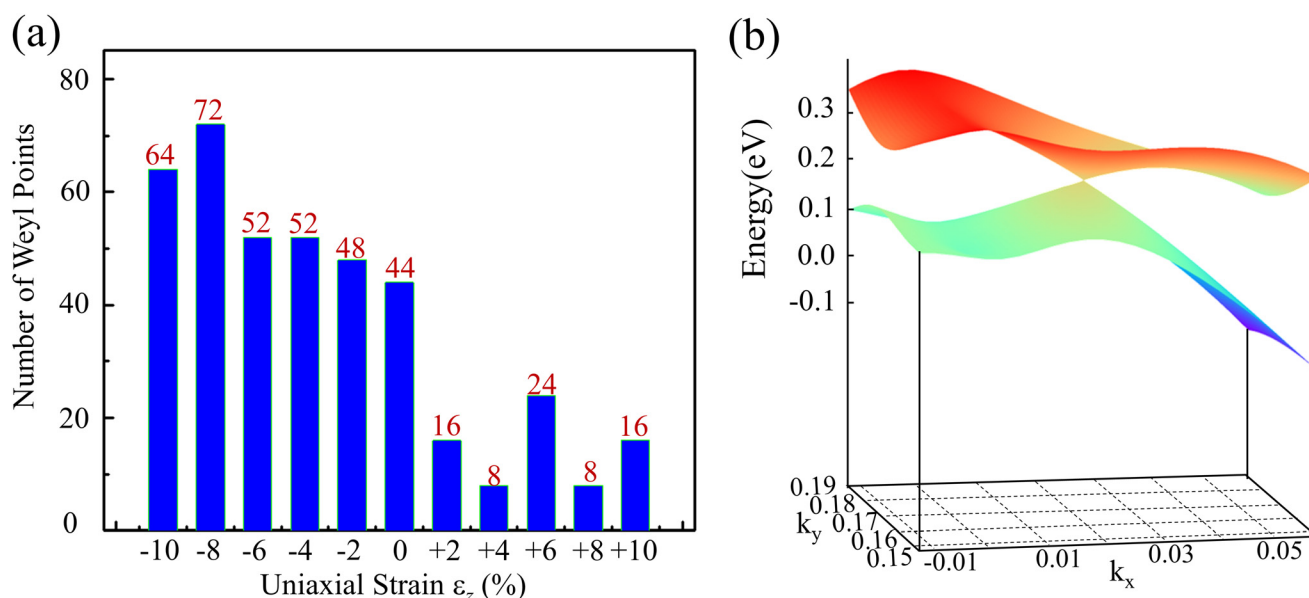 (a)
Number of Weyl Points
80
60
40
20
0
64
72
52
52
48
44
16
8
24
8
16
-10 -8 -6 -4 -2 0 +2 +4 +6 +8 +10
Uniaxial Strain εz (%)
(b)
Energy(eV)
0.3
0.2
0.1
0.0
-0.1
0.19
0.18
0.17
0.16
0.15
ky
-0.01 0.01 0.03 0.05
kx